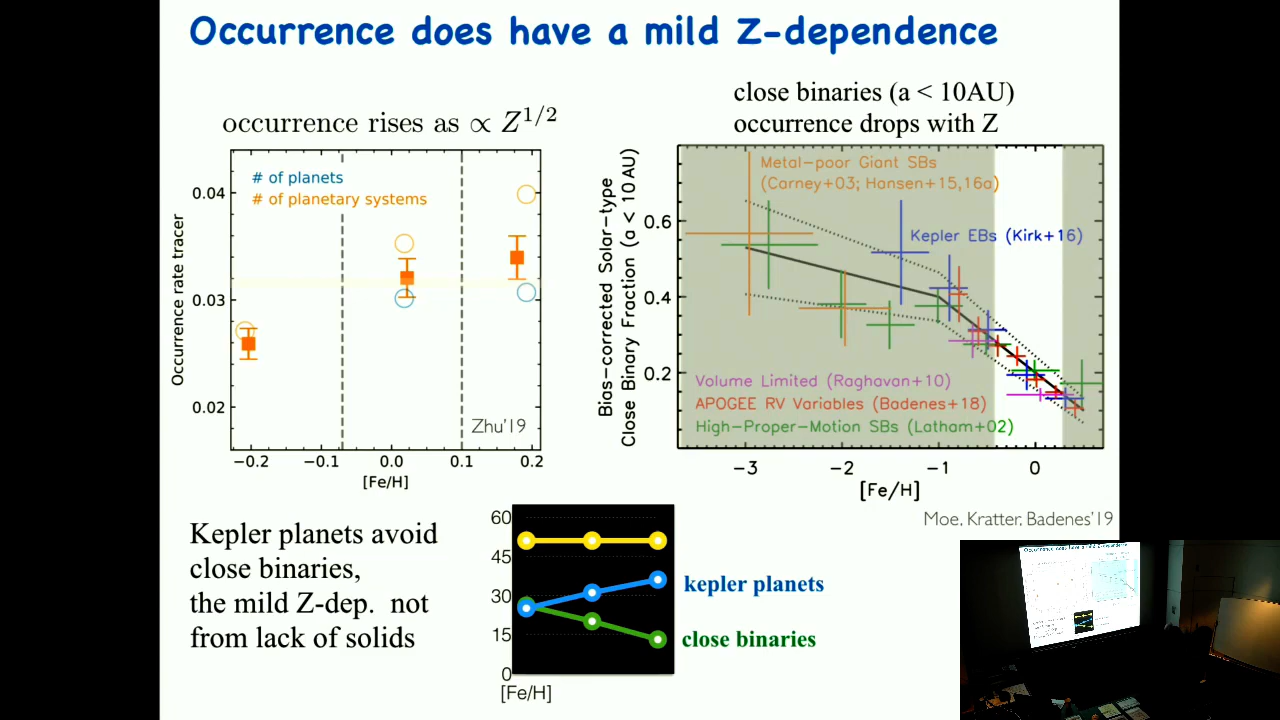 Occurrence does have a mild Z-dependence
occurrence rises as ∝ Z^{1/2}
# of planets
# of planetary systems
Occurrence rate tracer
0.04
0.03
0.02
Zhu'19
−0.2
−0.1
0.0
0.1
0.2
[Fe/H]
close binaries (a < 10AU)
occurrence drops with Z
Bias-corrected Solar-type
Close Binary Fraction (a < 10 AU)
0.6
0.4
0.2
Metal-poor Giant SBs
(Carney+03; Hansen+15,16a)
Kepler EBs (Kirk+16)
Volume Limited (Raghavan+10)
APOGEE RV Variables (Badenes+18)
High-Proper-Motion SBs (Latham+02)
−3
−2
−1
0
[Fe/H]
Moe, Kratter, Badenes'19
Kepler planets avoid
close binaries,
the mild Z-dep. not
from lack of solids
60
45
30
15
0
[Fe/H]
kepler planets
close binaries
Occurrence does have a mild Z-dependence